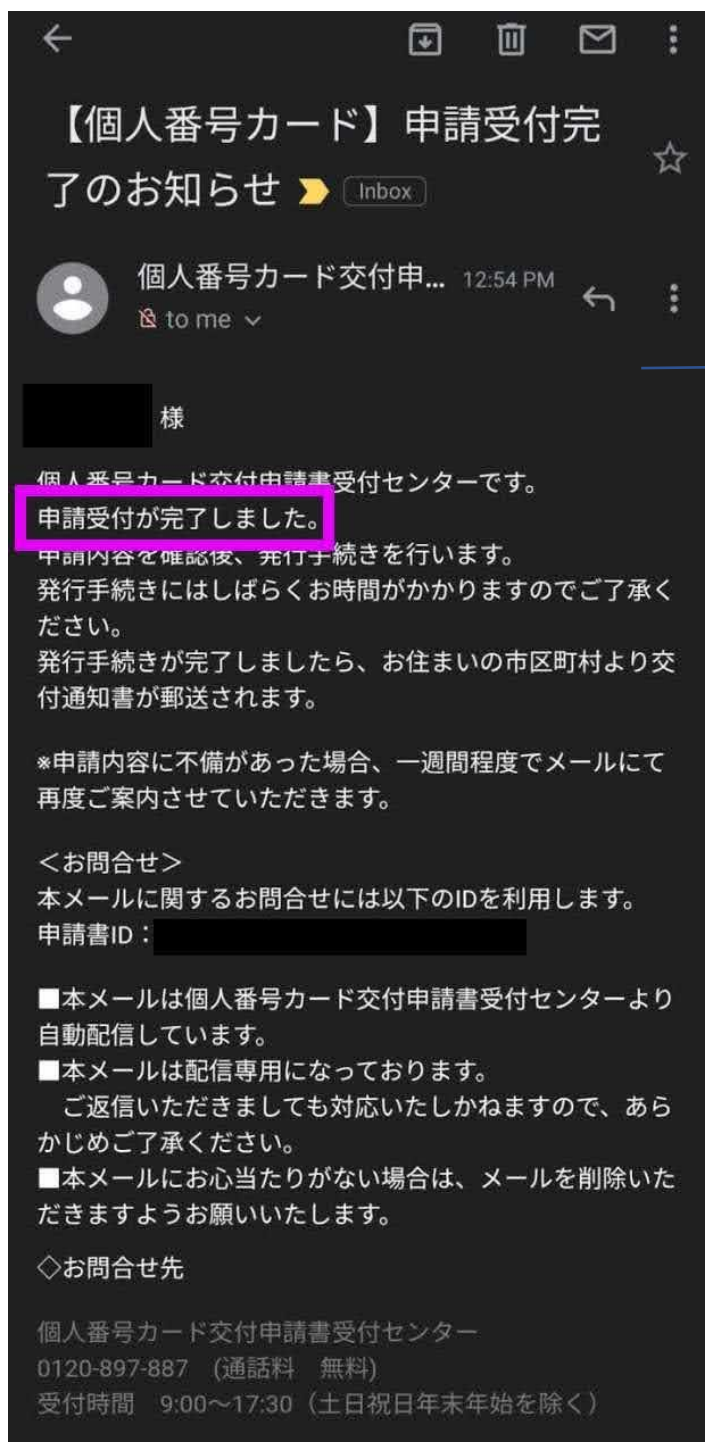 【個人番号カード】申請受付完
了のお知らせ Inbox
個人番号カード交付申... 12:54 PM
to me
様
個人番号カード交付申請書受付センターです。
申請受付が完了しました。
申請内容を確認後、発行手続きを行います。
発行手続きにはしばらくお時間がかかりますのでご了承く
ださい。
発行手続きが完了しましたら、お住まいの市区町村より交
付通知書が郵送されます。
※申請内容に不備があった場合、一週間程度でメールにて
再度ご案内させていただきます。
＜お問合せ＞
本メールに関するお問合せには以下のIDを利用します。
申請書ID：
■本メールは個人番号カード交付申請書受付センターより
自動配信しています。
■本メールは配信専用になっております。
　ご返信いただきましても対応いたしかねますので、あら
かじめご了承ください。
■本メールにお心当たりがない場合は、メールを削除いた
だきますようお願いいたします。
◇お問合せ先
個人番号カード交付申請書受付センター
0120-897-887　(通話料　無料)
受付時間　9:00～17:30（土日祝日年末年始を除く）